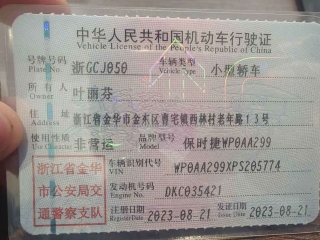 中华人民共和国机动车行驶证
Vehicle License of the People's Republic of China
号牌号码 浙GCJ050 车辆类型 小型轿车
Plate No. Vehicle Type
所有人 叶丽芬
Owner
住址 浙江省金华市金东区曹宅镇西林村老年路13号
Address
使用性质 非营运 品牌型号 保时捷WP0AA299
Use Character Model
浙江省金华 车辆识别代号 WP0AA299XPS205774
VIN
市公安局交 发动机号码 DKC035421
Engine No.
通警察支队 注册日期 2023-08-21 发证日期 2023-08-21
Register Date Issue Date